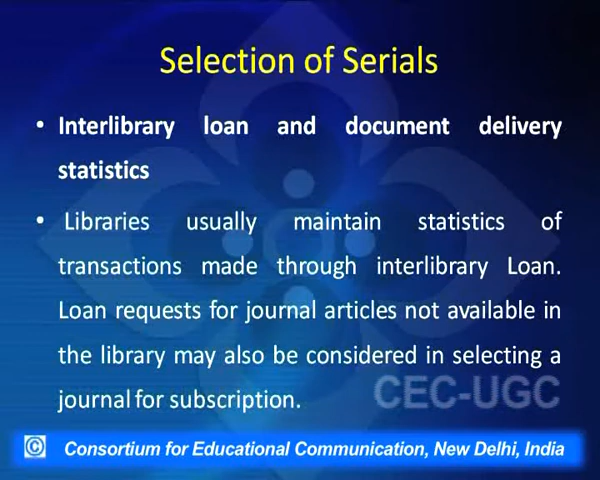 Selection of Serials
• Interlibrary loan and document delivery
statistics
• Libraries usually maintain statistics of
transactions made through interlibrary Loan.
Loan requests for journal articles not available in
the library may also be considered in selecting a
journal for subscription.
CEC-UGC
© Consortium for Educational Communication, New Delhi, India